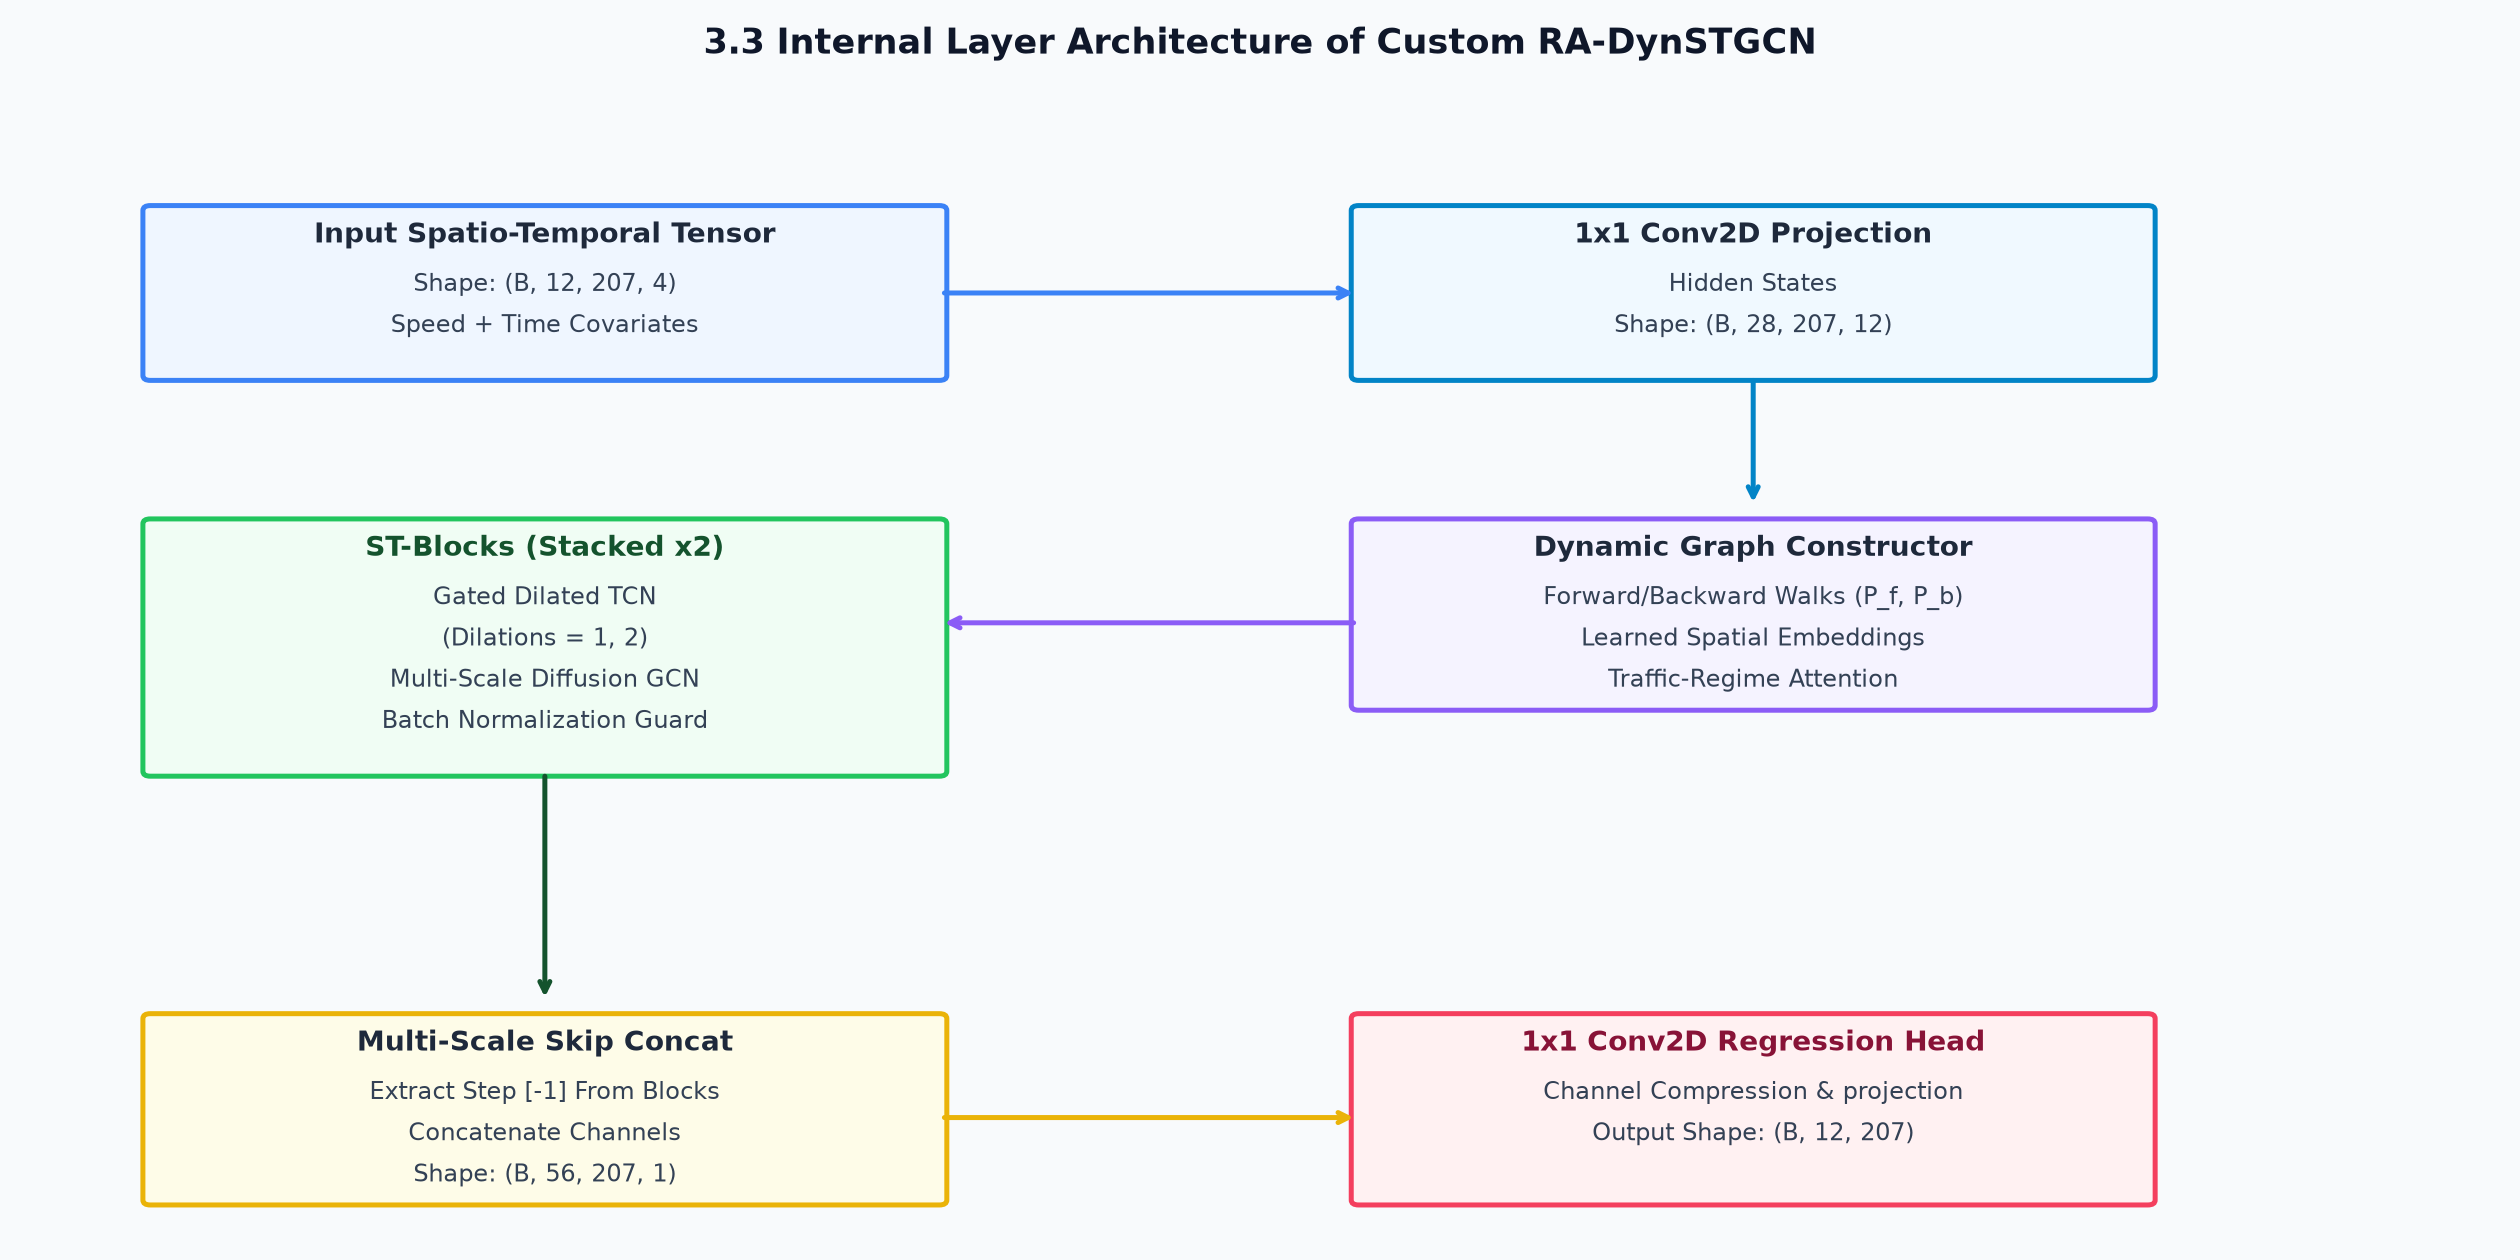 3.3 Internal Layer Architecture of Custom RA-DynSTGCN
Input Spatio-Temporal Tensor
Shape: (B, 12, 207, 4)
Speed + Time Covariates
1x1 Conv2D Projection
Hidden States
Shape: (B, 28, 207, 12)
Dynamic Graph Constructor
Forward/Backward Walks (P_f, P_b)
Learned Spatial Embeddings
Traffic-Regime Attention
ST-Blocks (Stacked x2)
Gated Dilated TCN
(Dilations = 1, 2)
Multi-Scale Diffusion GCN
Batch Normalization Guard
Multi-Scale Skip Concat
Extract Step [-1] From Blocks
Concatenate Channels
Shape: (B, 56, 207, 1)
1x1 Conv2D Regression Head
Channel Compression & projection
Output Shape: (B, 12, 207)